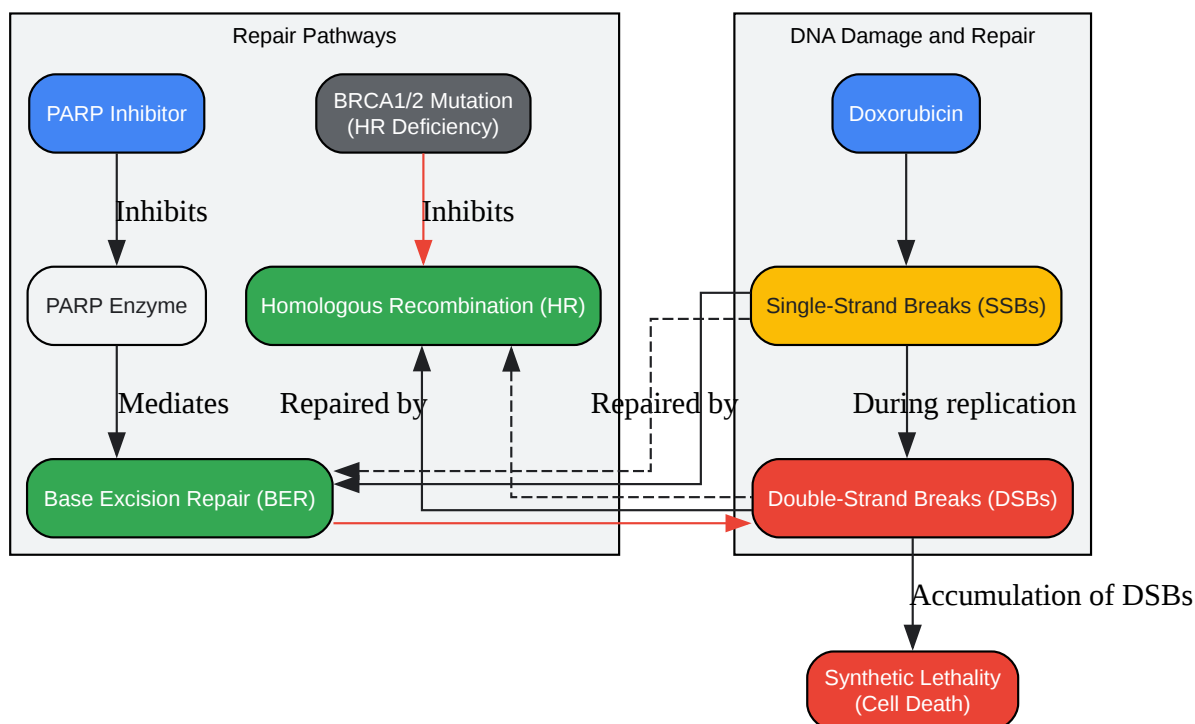 Repair Pathways
DNA Damage and Repair
PARP Inhibitor
BRCA1/2 Mutation
(HR Deficiency)
Doxorubicin
Inhibits
Inhibits
PARP Enzyme
Homologous Recombination (HR)
Single-Strand Breaks (SSBs)
Mediates
Repaired by
Repaired by
During replication
Base Excision Repair (BER)
Double-Strand Breaks (DSBs)
Accumulation of DSBs
Synthetic Lethality
(Cell Death)